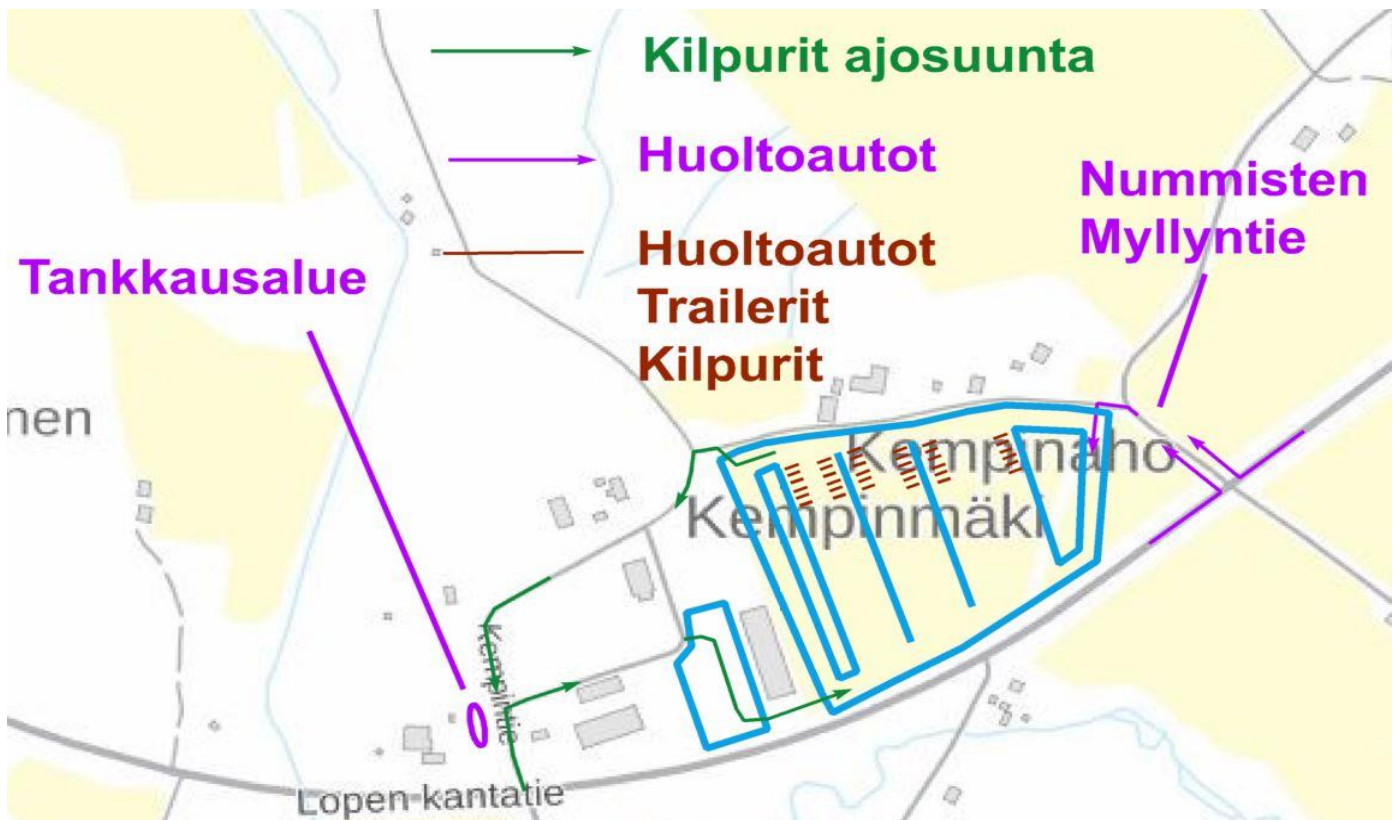 Kilpurit ajosuunta
Huoltoautot
Nummisten
Myllyntie
Huoltoautot
Trailerit
Kilpurit
Tankkausalue
nen
Kempinaho
Kempinmäki
Kempintie
Lopen kantatie